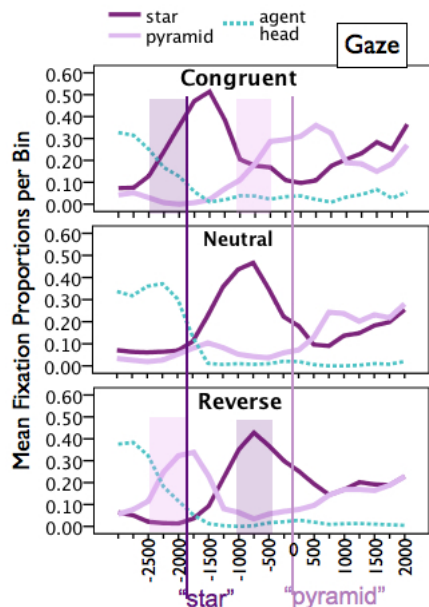 star
pyramid
agent
head
Gaze
Mean Fixation Proportions per Bin
Congruent
0.60
0.50
0.40
0.30
0.20
0.10
0.00
Neutral
0.60
0.50
0.40
0.30
0.20
0.10
0.00
Reverse
0.60
0.50
0.40
0.30
0.20
0.10
0.00
-2500
-2000
-1500
-1000
-500
0
500
1000
1500
2000
“star”
“pyramid”